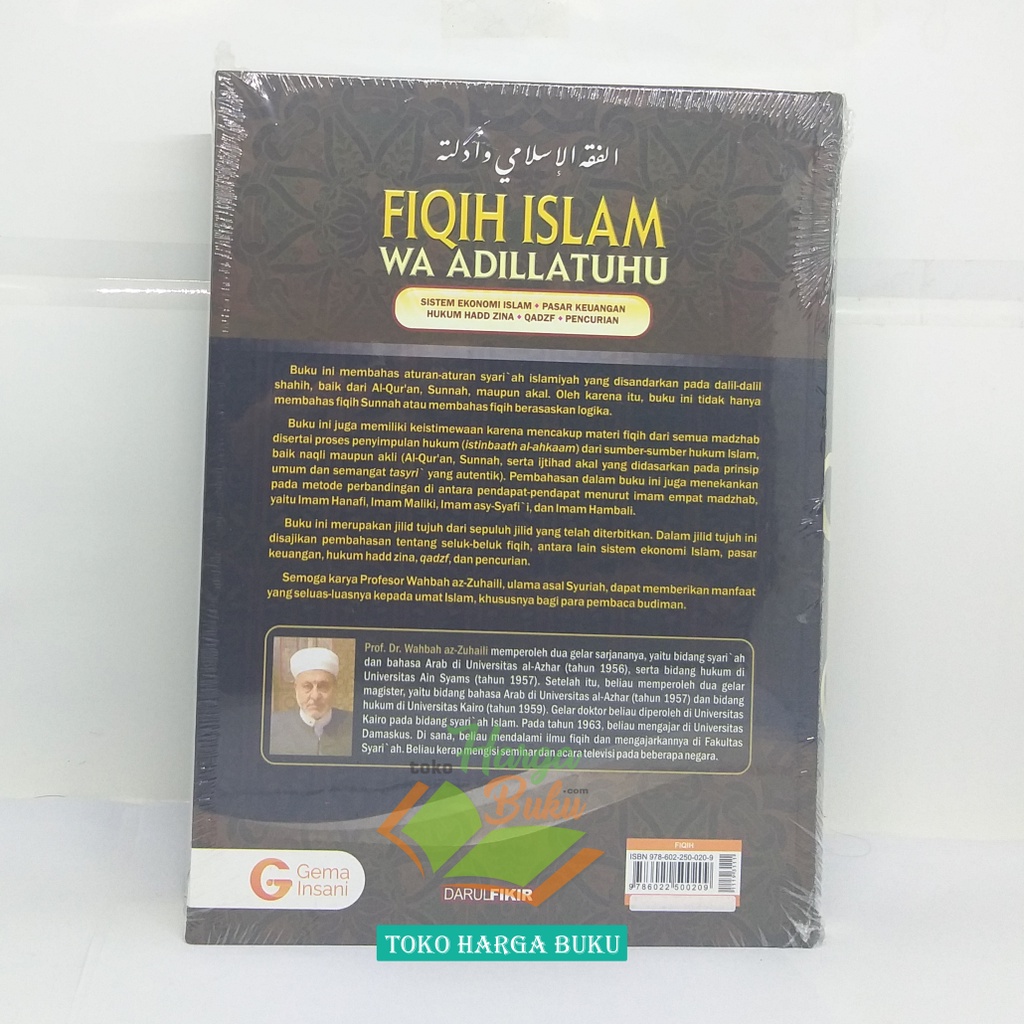 الفقه الإسلامي وأدلته
FIQIH ISLAM
WA ADILLATUHU
SISTEM EKONOMI ISLAM • PASAR KEUANGAN
HUKUM HADD ZINA • QADZF • PENCURIAN
Buku ini membahas aturan-aturan syari`ah islamiyah yang disandarkan pada dalil-dalil
shahih, baik dari Al-Qur'an, Sunnah, maupun akal. Oleh karena itu, buku ini tidak hanya
membahas fiqih Sunnah atau membahas fiqih berasaskan logika.
Buku ini juga memiliki keistimewaan karena mencakup materi fiqih dari semua madzhab
disertai proses penyimpulan hukum (istinbaath al-ahkaam) dari sumber-sumber hukum Islam,
baik naqli maupun akli (Al-Qur'an, Sunnah, serta ijtihad akal yang didasarkan pada prinsip
umum dan semangat tasyri` yang autentik). Pembahasan dalam buku ini juga menekankan
pada metode perbandingan di antara pendapat-pendapat menurut imam empat madzhab,
yaitu Imam Hanafi, Imam Maliki, Imam asy-Syafi`i, dan Imam Hambali.
Buku ini merupakan jilid tujuh dari sepuluh jilid yang telah diterbitkan. Dalam jilid tujuh ini
disajikan pembahasan tentang seluk-beluk fiqih, antara lain sistem ekonomi Islam, pasar
keuangan, hukum hadd zina, qadzf, dan pencurian.
Semoga karya Profesor Wahbah az-Zuhaili, ulama asal Syuriah, dapat memberikan manfaat
yang seluas-luasnya kepada umat Islam, khususnya bagi para pembaca budiman.
Prof. Dr. Wahbah az-Zuhaili memperoleh dua gelar sarjananya, yaitu bidang syari`ah
dan bahasa Arab di Universitas al-Azhar (tahun 1956), serta bidang hukum di
Universitas Ain Syams (tahun 1957). Setelah itu, beliau memperoleh dua gelar
magister, yaitu bidang bahasa Arab di Universitas al-Azhar (tahun 1957) dan bidang
hukum di Universitas Kairo (tahun 1959). Gelar doktor beliau diperoleh di Universitas
Kairo pada bidang syari`ah Islam. Pada tahun 1963, beliau mengajar di Universitas
Damaskus. Di sana, beliau mendalami ilmu fiqih dan mengajarkannya di Fakultas
Syari`ah. Beliau kerap mengisi seminar dan acara televisi pada beberapa negara.
toko Harga
Buku .com
Gema
Insani
DARULFIKIR
FIQIH
ISBN 978-602-250-020-9
9786022500209
TOKO HARGA BUKU